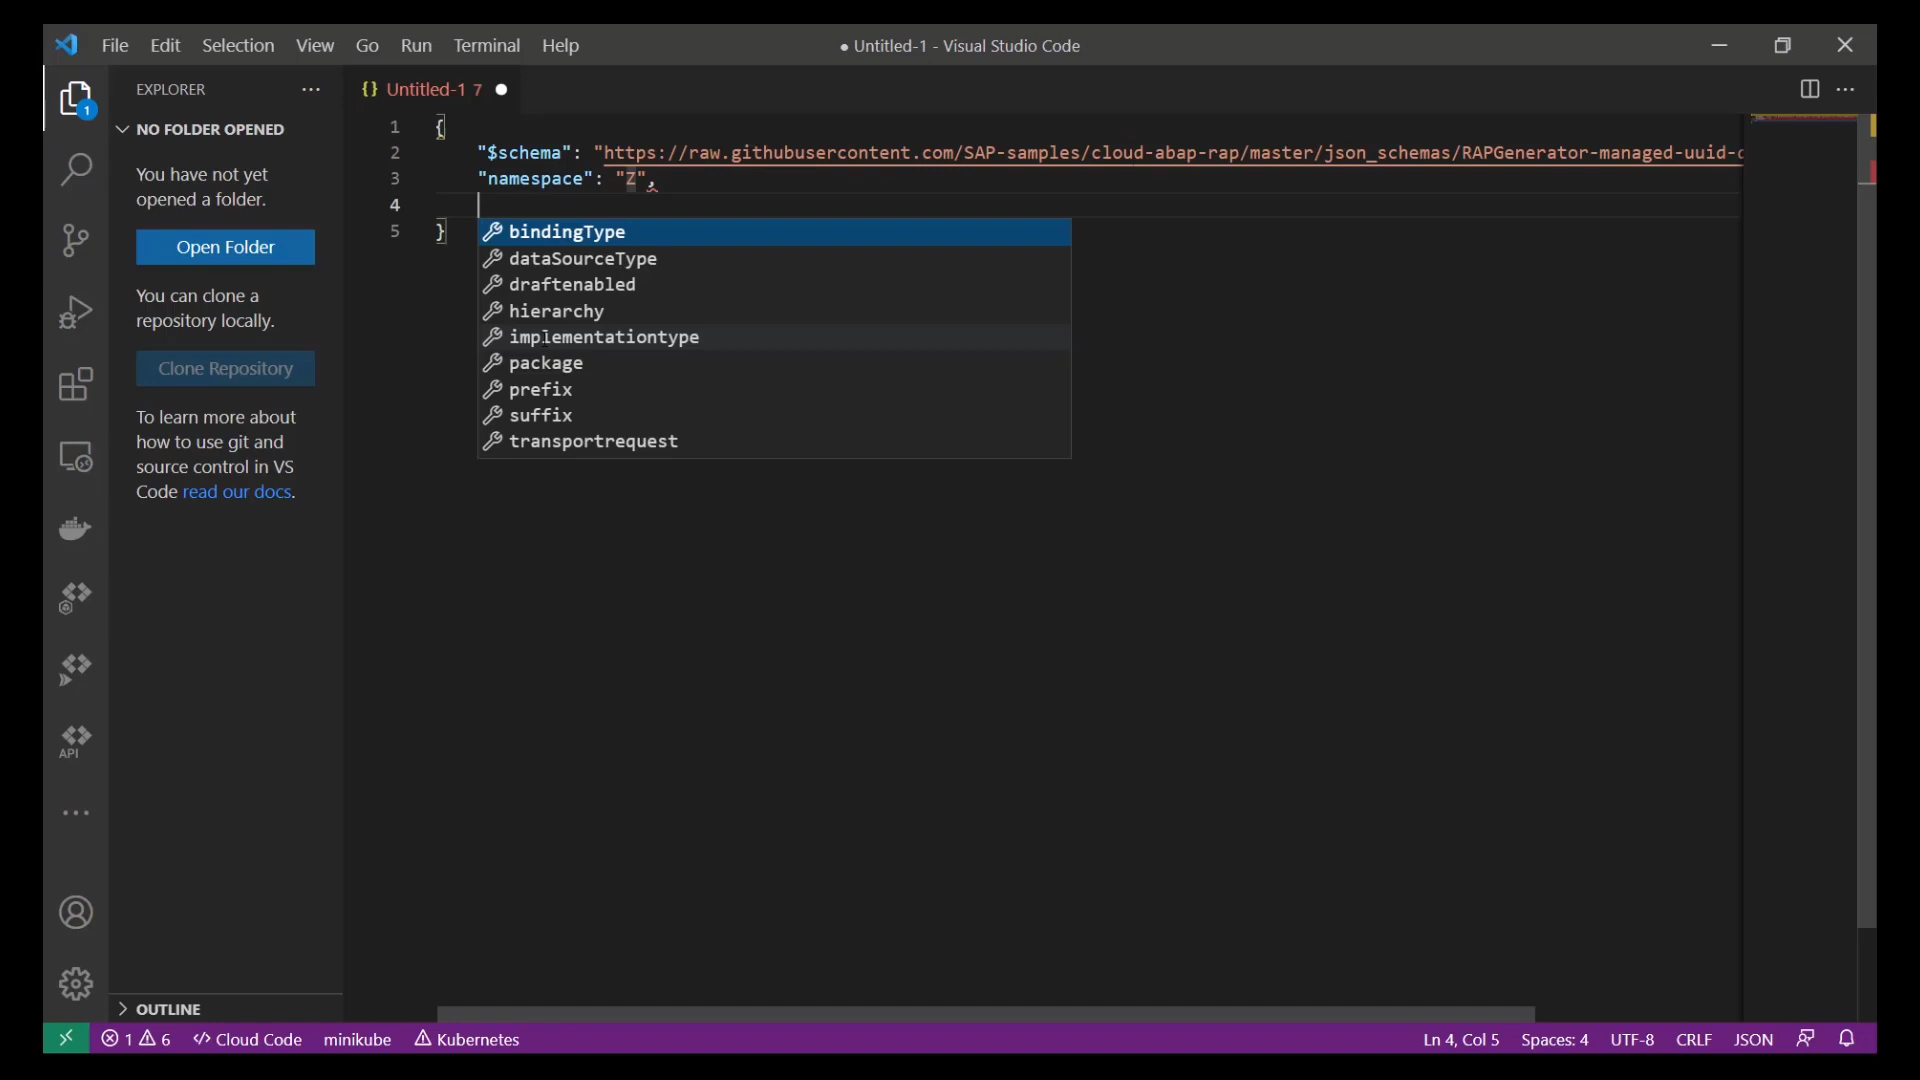 File Edit Selection View Go Run Terminal Help
● Untitled-1 - Visual Studio Code
EXPLORER
{} Untitled-1 7
1
NO FOLDER OPENED
You have not yet
opened a folder.
Open Folder
You can clone a
repository locally.
Clone Repository
To learn more about
how to use git and
source control in VS
Code read our docs.
OUTLINE
API
1 {
2 "$schema": "https://raw.githubusercontent.com/SAP-samples/cloud-abap-rap/master/json_schemas/RAPGenerator-managed-uuid-
3 "namespace": "Z",
4
5 }
bindingType
dataSourceType
draftenabled
hierarchy
implementationtype
package
prefix
suffix
transportrequest
1 6 Cloud Code minikube Kubernetes
Ln 4, Col 5 Spaces: 4 UTF-8 CRLF JSON